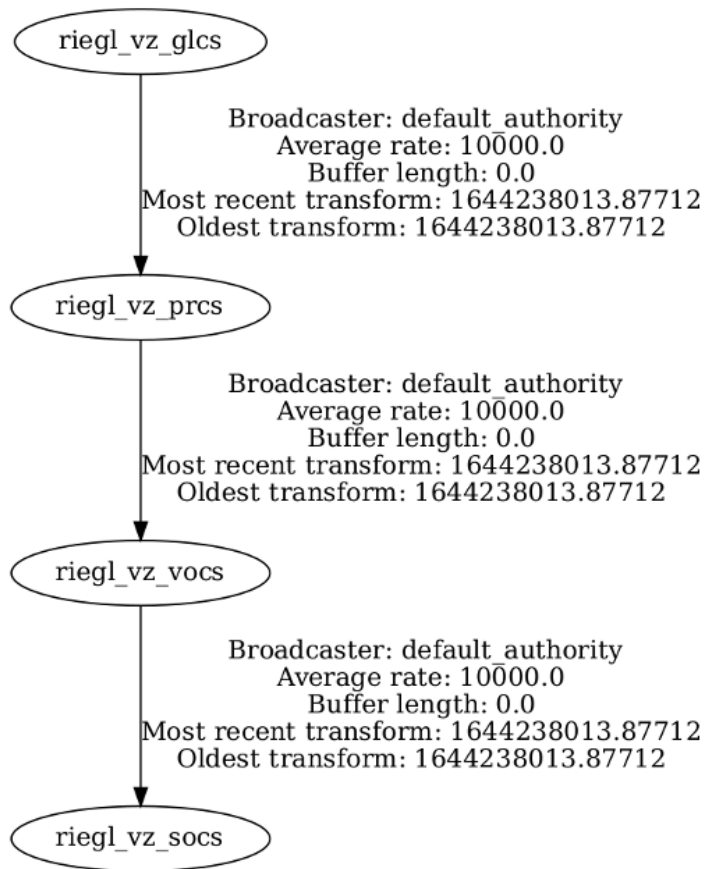 riegl_vz_glcs
Broadcaster: default_authority
Average rate: 10000.0
Buffer length: 0.0
Most recent transform: 1644238013.87712
Oldest transform: 1644238013.87712
riegl_vz_prcs
Broadcaster: default_authority
Average rate: 10000.0
Buffer length: 0.0
Most recent transform: 1644238013.87712
Oldest transform: 1644238013.87712
riegl_vz_vocs
Broadcaster: default_authority
Average rate: 10000.0
Buffer length: 0.0
Most recent transform: 1644238013.87712
Oldest transform: 1644238013.87712
riegl_vz_socs